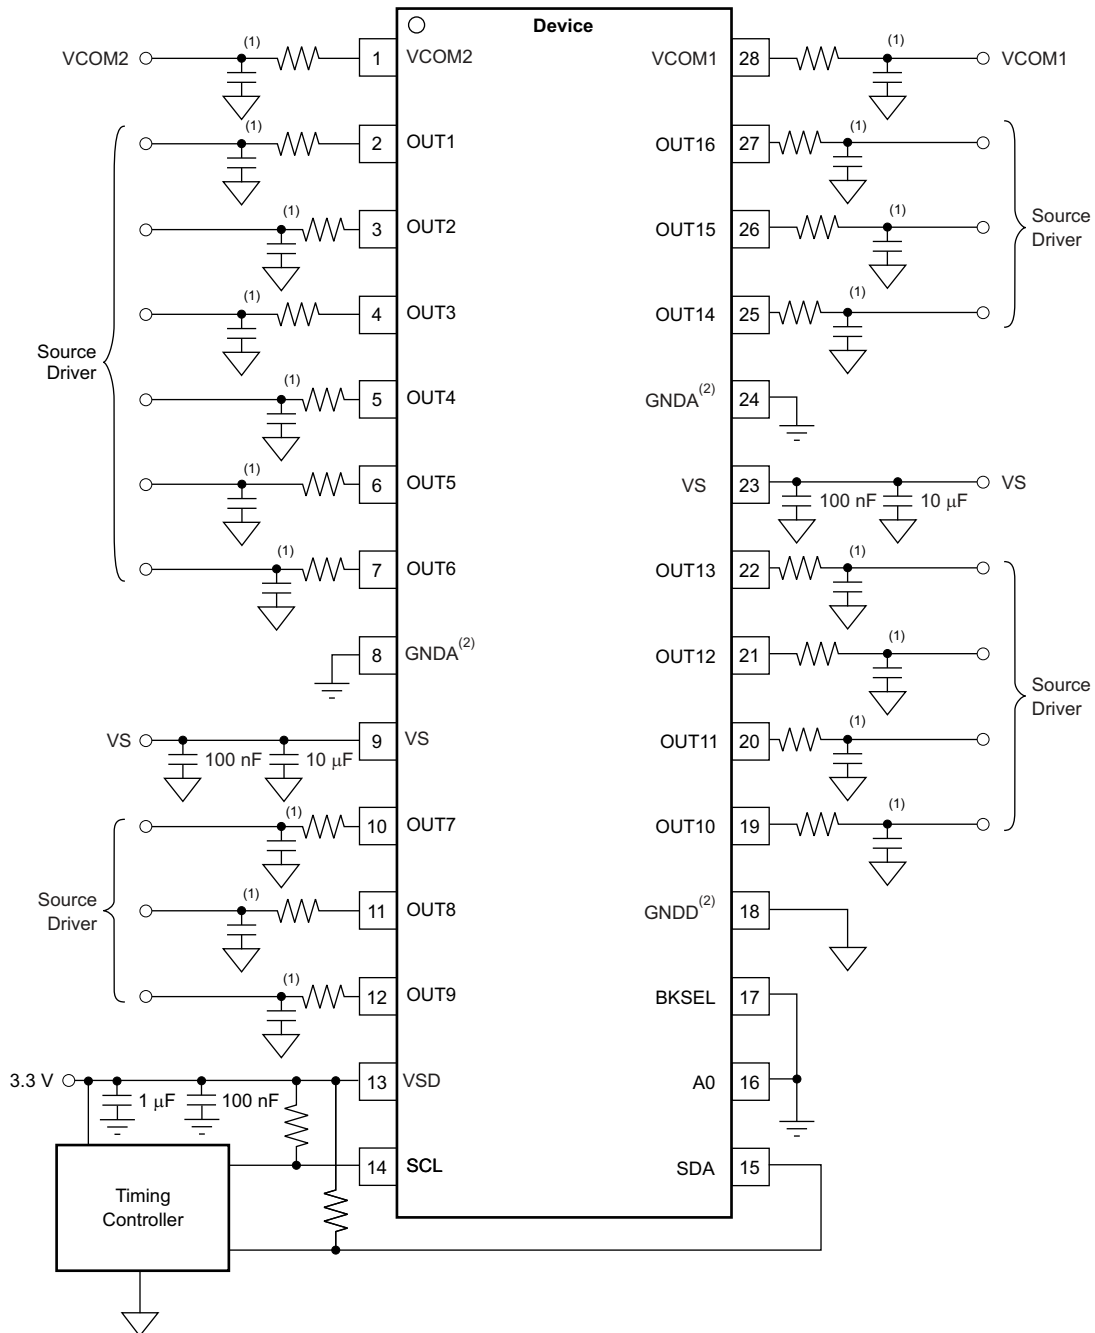 Device
VCOM2 (1) 1 VCOM2 VCOM1 28 (1) VCOM1
(1) 2 OUT1 OUT16 27 (1)
(1) 3 OUT2 OUT15 26 (1)
Source
Driver
(1) 4 OUT3 OUT14 25 (1)
Source
Driver
(1) 5 OUT4 GNDA(2) 24
(1) 6 OUT5 VS 23 100 nF 10 μF VS
(1) 7 OUT6 OUT13 22 (1)
8 GNDA(2) OUT12 21 (1)
Source
Driver
VS 100 nF 10 μF 9 VS OUT11 20 (1)
(1) 10 OUT7 OUT10 19 (1)
Source
Driver
(1) 11 OUT8 GNDD(2) 18
(1) 12 OUT9 BKSEL 17
3.3 V 1 μF 100 nF 13 VSD A0 16
14 SCL SDA 15
Timing
Controller